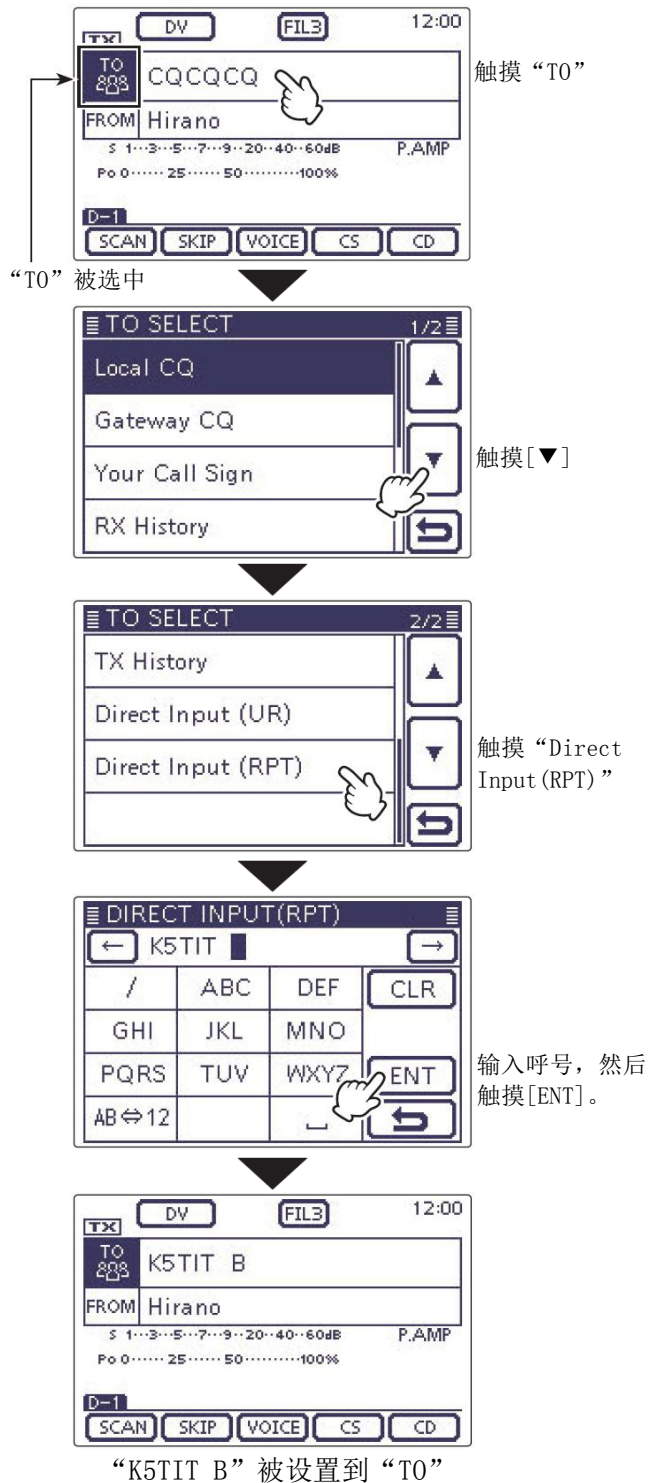 DV FIL3 12:00
TX
TO CQCQCQ
触摸“TO”
FROM Hirano
S 1···3···5···7···9··20··40··60dB P.AMP
Po 0······25······50·········100%
D-1
SCAN SKIP VOICE CS CD
“TO”被选中
TO SELECT 1/2
Local CQ
▲
Gateway CQ
Your Call Sign
▼
触摸[▼]
RX History
TO SELECT 2/2
TX History
▲
Direct Input (UR)
Direct Input (RPT)
▼
触摸“Direct
Input(RPT)”
DIRECT INPUT(RPT)
← K5TIT →
/ ABC DEF CLR
GHI JKL MNO
PQRS TUV WXYZ ENT
输入呼号，然后
触摸[ENT]。
AB⇔12 ␣
DV FIL3 12:00
TX
TO K5TIT B
FROM Hirano
S 1···3···5···7···9··20··40··60dB P.AMP
Po 0······25······50·········100%
D-1
SCAN SKIP VOICE CS CD
“K5TIT B”被设置到“TO”